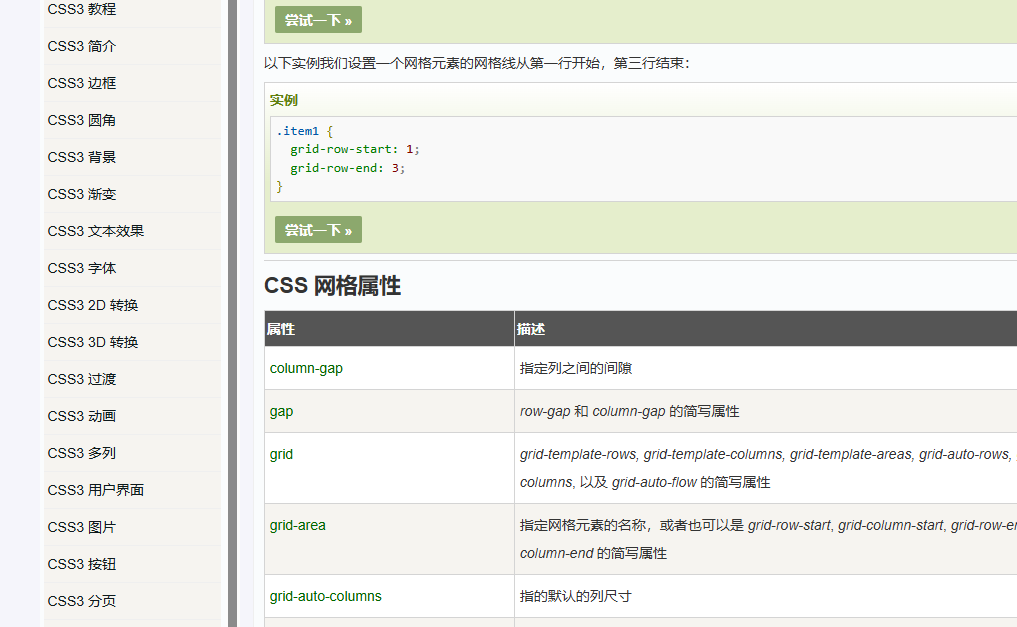 CSS3 教程
CSS3 简介
CSS3 边框
CSS3 圆角
CSS3 背景
CSS3 渐变
CSS3 文本效果
CSS3 字体
CSS3 2D 转换
CSS3 3D 转换
CSS3 过渡
CSS3 动画
CSS3 多列
CSS3 用户界面
CSS3 图片
CSS3 按钮
CSS3 分页
尝试一下 »
以下实例我们设置一个网格元素的网格线从第一行开始，第三行结束：
实例
.item1 {
grid-row-start: 1;
grid-row-end: 3;
}
尝试一下 »
CSS 网格属性
属性 描述
column-gap 指定列之间的间隙
gap row-gap 和 column-gap 的简写属性
grid grid-template-rows, grid-template-columns, grid-template-areas, grid-auto-rows,
columns, 以及 grid-auto-flow 的简写属性
grid-area 指定网格元素的名称，或者也可以是 grid-row-start, grid-column-start, grid-row-
column-end 的简写属性
grid-auto-columns 指的默认的列尺寸